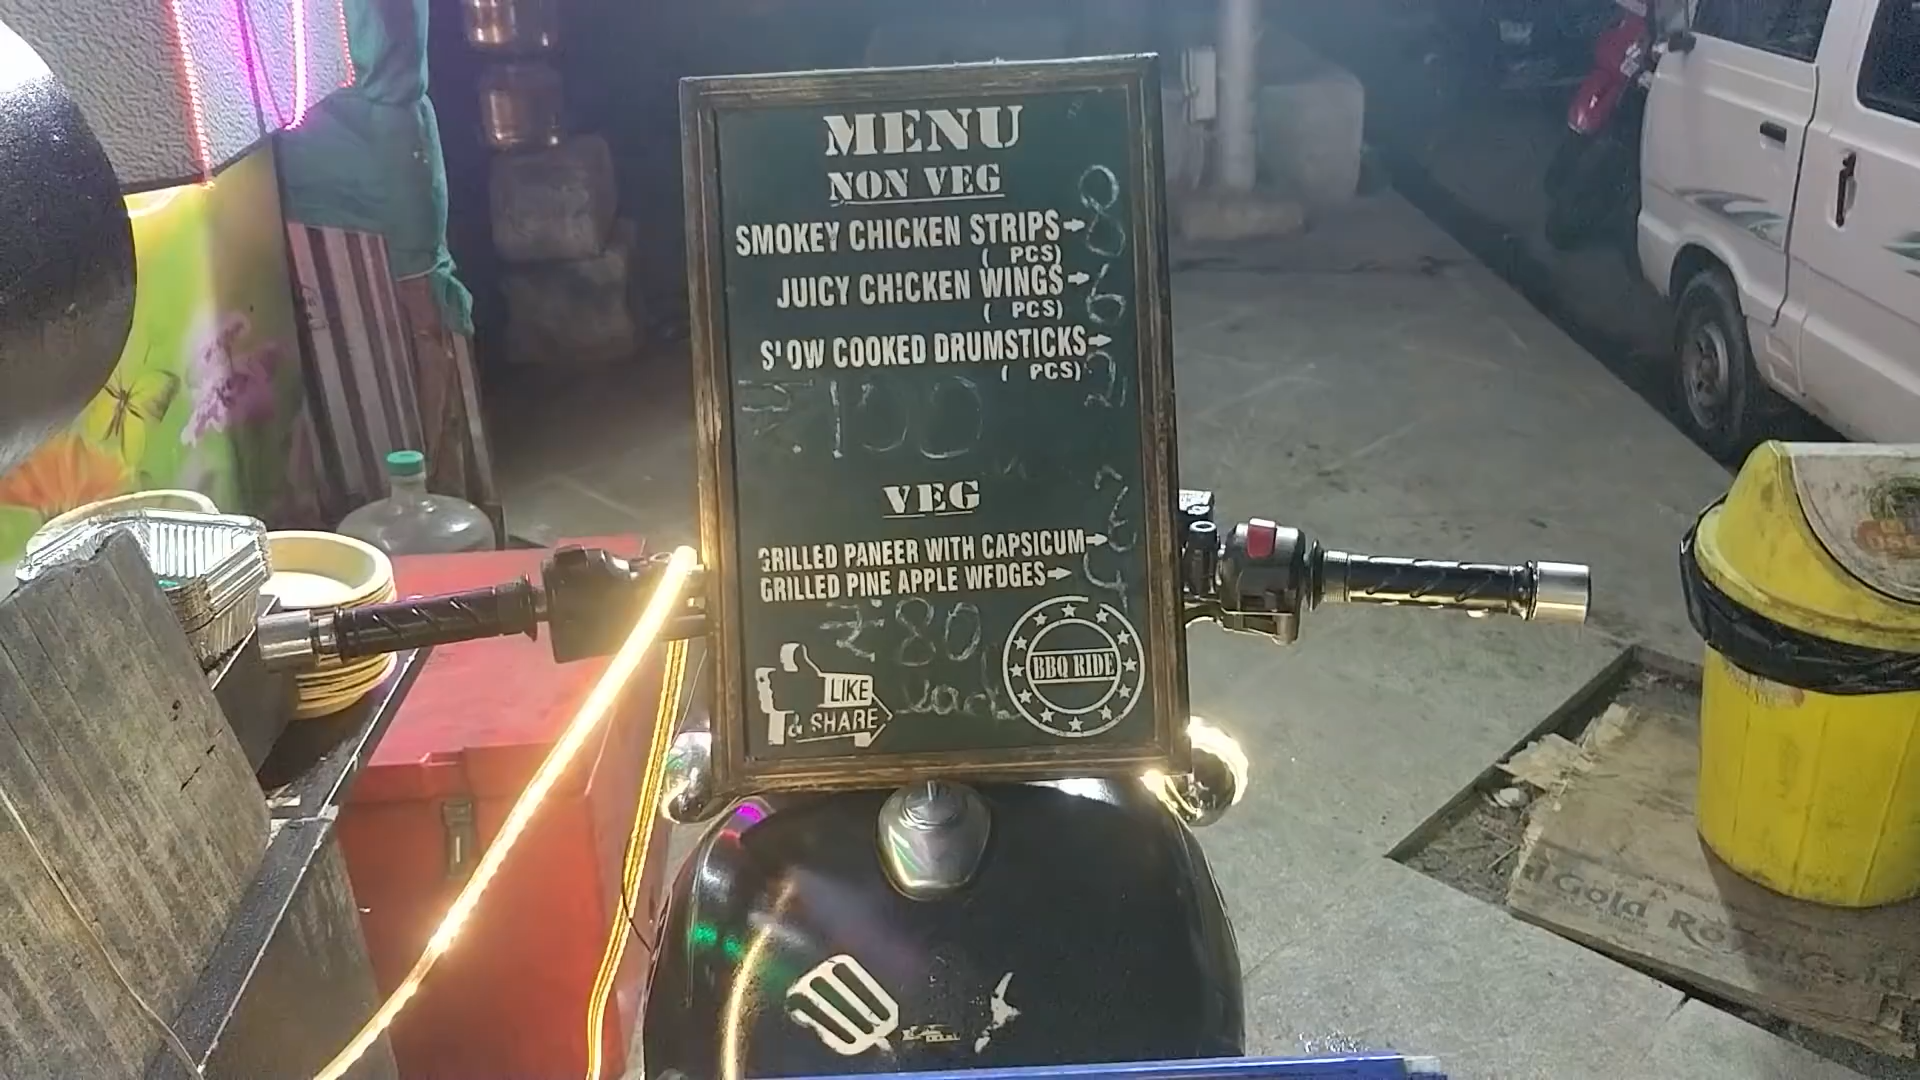 MENU
NON VEG
SMOKEY CHICKEN STRIPS→ 8
( PCS)
JUICY CHICKEN WINGS→ 6
( PCS)
SLOW COOKED DRUMSTICKS→
( PCS) 2
₹.100
VEG
GRILLED PANEER WITH CAPSICUM→
GRILLED PINE APPLE WEDGES→ 4
₹:80
LIKE
& SHARE
each
BBQ RIDE
Gold